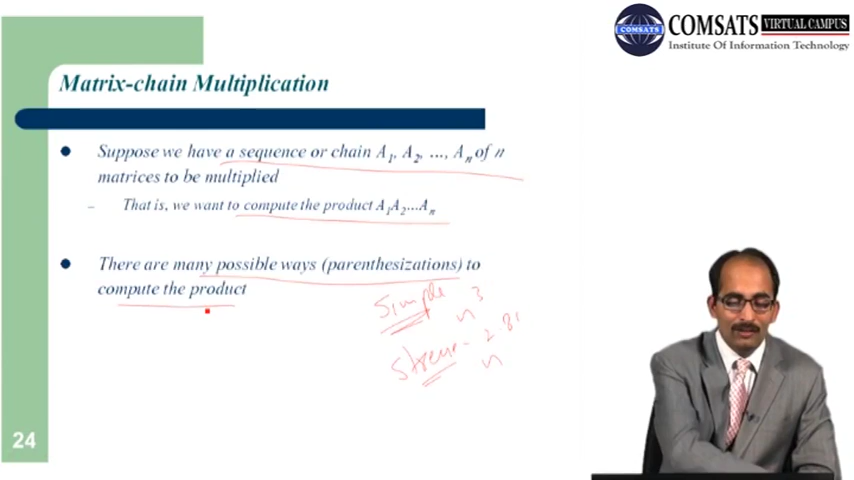 COMSATS VIRTUAL CAMPUS
COMSATS
Institute Of Information Technology
Matrix-chain Multiplication
Suppose we have a sequence or chain A1, A2, ..., An of n
matrices to be multiplied
– That is, we want to compute the product A1A2...An
There are many possible ways (parenthesizations) to
compute the product
Simple n^3
n^2.81
24